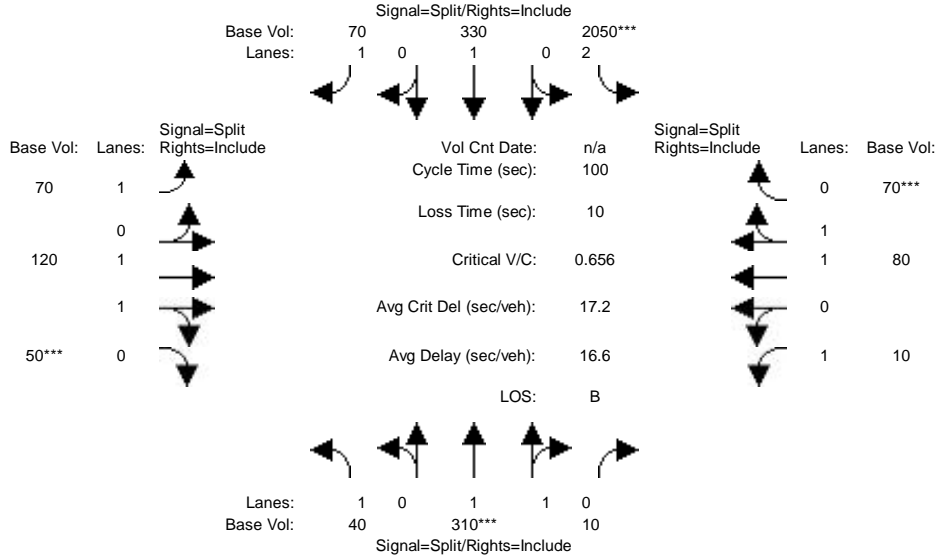 Signal=Split/Rights=Include
Base Vol: 70 330 2050***
Lanes: 1 0 1 0 2
Signal=Split
Rights=Include
Base Vol: Lanes:
Vol Cnt Date: n/a
Signal=Split
Rights=Include
Lanes: Base Vol:
Cycle Time (sec): 100
70 1
0 70***
Loss Time (sec): 10
0
1
120 1
Critical V/C: 0.656
1 80
1
Avg Crit Del (sec/veh): 17.2
0
50*** 0
Avg Delay (sec/veh): 16.6
1 10
LOS: B
Lanes: 1 0 1 1 0
Base Vol: 40 310*** 10
Signal=Split/Rights=Include